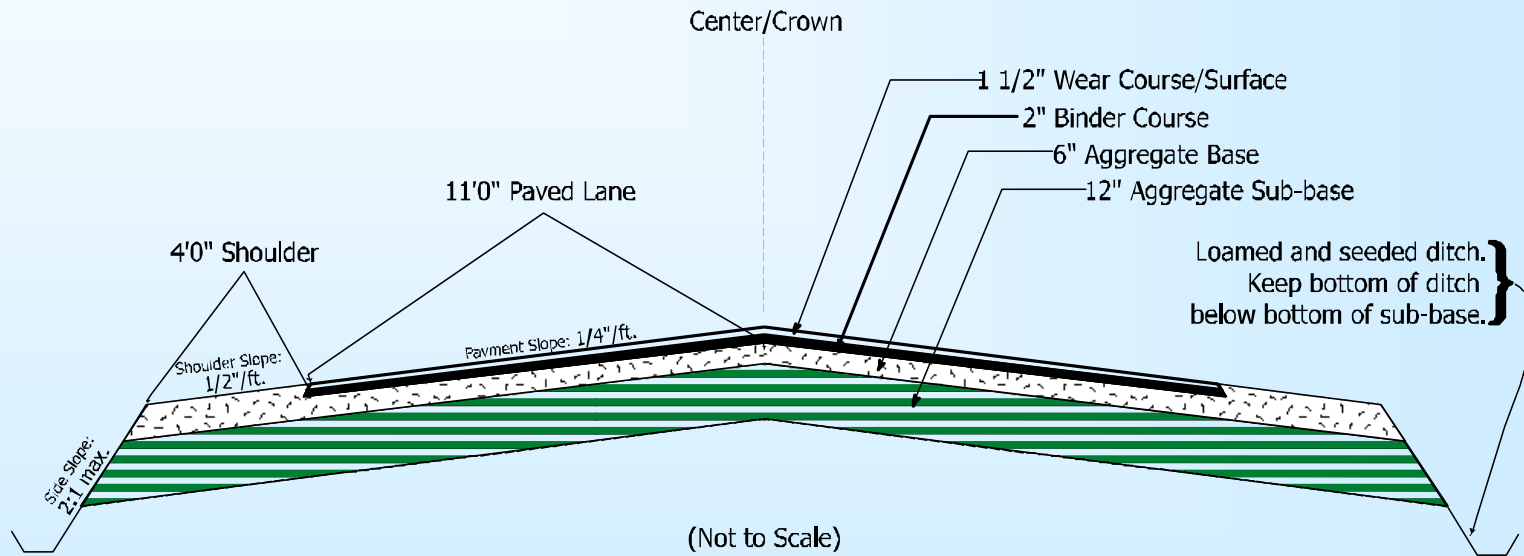 Center/Crown
1 1/2" Wear Course/Surface
2" Binder Course
6" Aggregate Base
12" Aggregate Sub-base
11'0" Paved Lane
4'0" Shoulder
Loamed and seeded ditch.
Keep bottom of ditch
below bottom of sub-base.
Pavment Slope: 1/4"/ft.
Shoulder Slope:
1/2"/ft.
Side Slope:
2:1 max.
(Not to Scale)